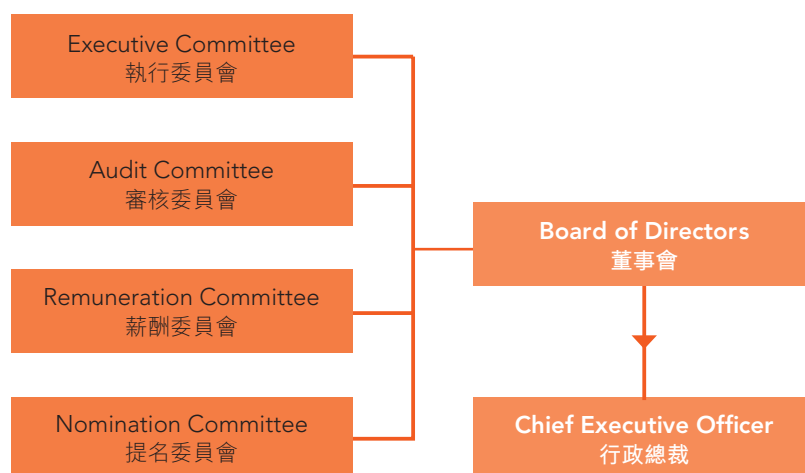 Executive Committee
執行委員會
Audit Committee
審核委員會
Remuneration Committee
薪酬委員會
Nomination Committee
提名委員會
Board of Directors
董事會
Chief Executive Officer
行政總裁